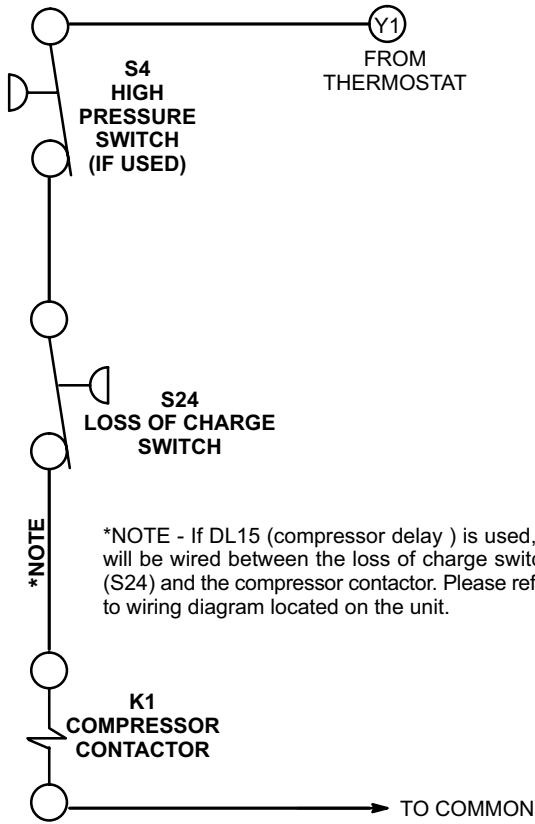 Y1
FROM
THERMOSTAT
S4
HIGH
PRESSURE
SWITCH
(IF USED)
S24
LOSS OF CHARGE
SWITCH
*NOTE
*NOTE - If DL15 (compressor delay ) is used,
will be wired between the loss of charge
(S24) and the compressor contactor. Please
to wiring diagram located on the unit.
K1
COMPRESSOR
CONTACTOR
TO COMMON